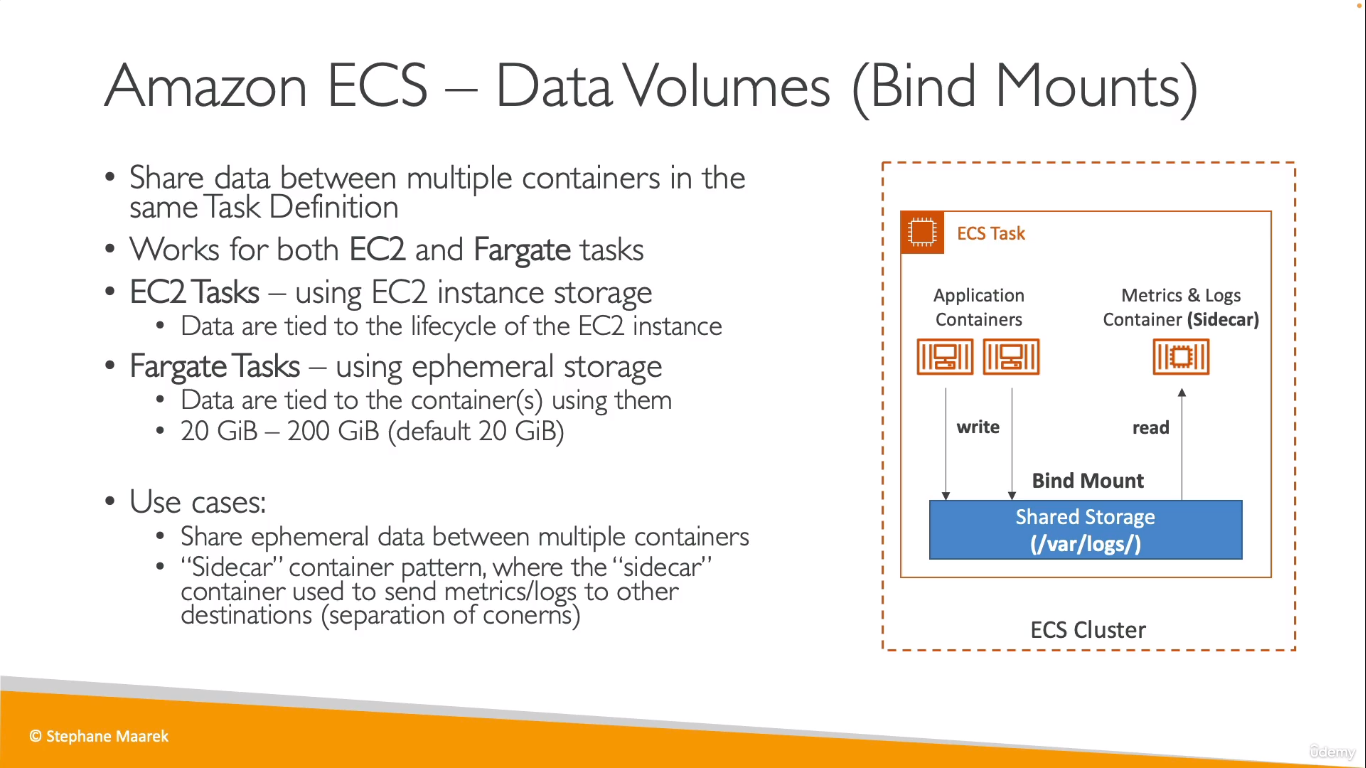 Amazon ECS – Data Volumes (Bind Mounts)
• Share data between multiple containers in the
same Task Definition
• Works for both EC2 and Fargate tasks
• EC2 Tasks – using EC2 instance storage
• Data are tied to the lifecycle of the EC2 instance
• Fargate Tasks – using ephemeral storage
• Data are tied to the container(s) using them
• 20 GiB – 200 GiB (default 20 GiB)
• Use cases:
• Share ephemeral data between multiple containers
• “Sidecar” container pattern, where the “sidecar”
container used to send metrics/logs to other
destinations (separation of conerns)
ECS Task
Application
Containers
Metrics & Logs
Container (Sidecar)
write
read
Bind Mount
Shared Storage
(/var/logs/)
ECS Cluster
© Stephane Maarek
ûdemy